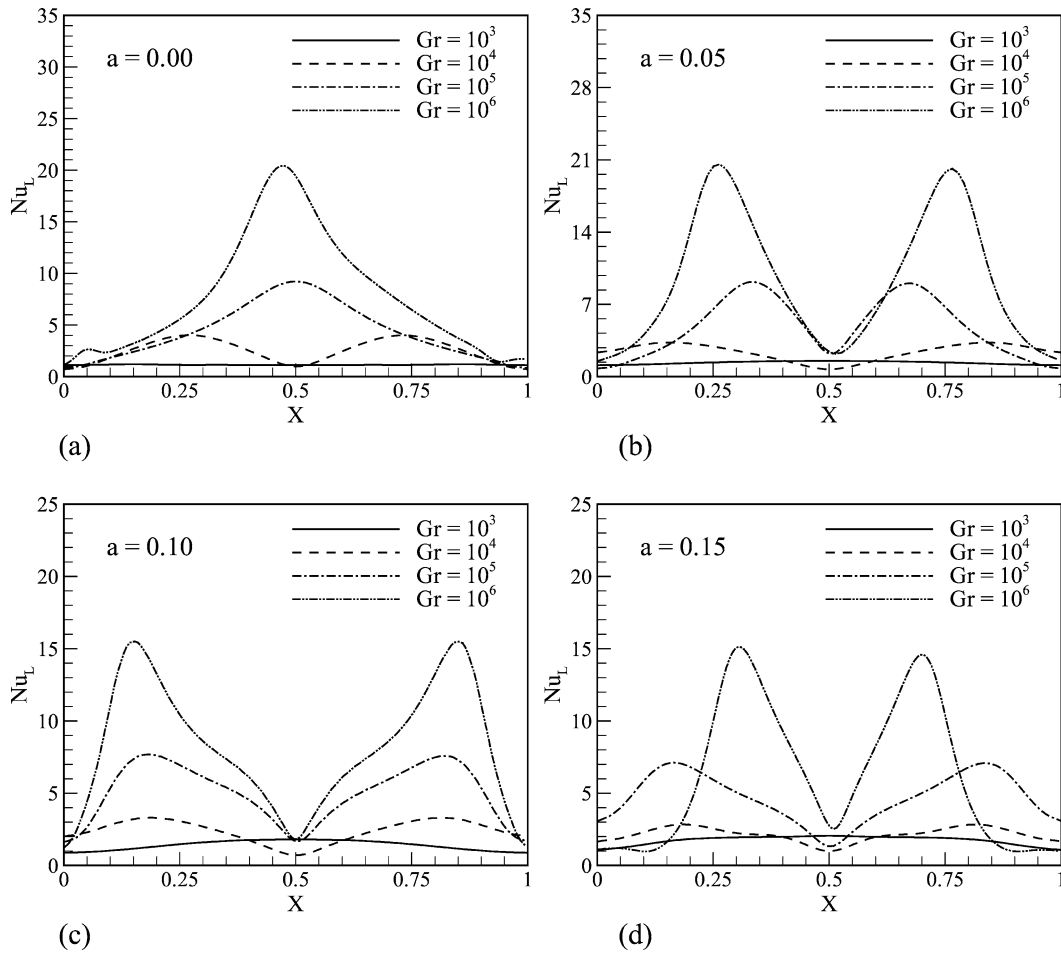 a = 0.00
Gr = 10³
Gr = 10⁴
Gr = 10⁵
Gr = 10⁶
35
30
25
20
15
10
5
0
Nu_L
0 0.25 0.5 0.75 1
X
(a)
a = 0.05
Gr = 10³
Gr = 10⁴
Gr = 10⁵
Gr = 10⁶
35
28
21
14
7
0
Nu_L
0 0.25 0.5 0.75 1
X
(b)
a = 0.10
Gr = 10³
Gr = 10⁴
Gr = 10⁵
Gr = 10⁶
25
20
15
10
5
0
Nu_L
0 0.25 0.5 0.75 1
X
(c)
a = 0.15
Gr = 10³
Gr = 10⁴
Gr = 10⁵
Gr = 10⁶
25
20
15
10
5
0
Nu_L
0 0.25 0.5 0.75 1
X
(d)